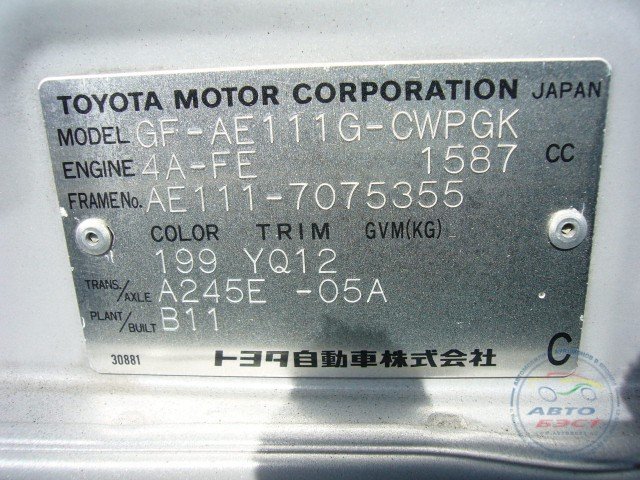 TOYOTA MOTOR CORPORATION JAPAN
MODEL GF-AE111G-CWPGK
ENGINE 4A-FE 1587 CC
FRAME No. AE111-7075355
COLOR TRIM GVM(KG)
199 YQ12
TRANS./AXLE A245E -05A
PLANT/BUILT B11
30881 トヨタ自動車株式会社 C
АВТО
БЭСТ